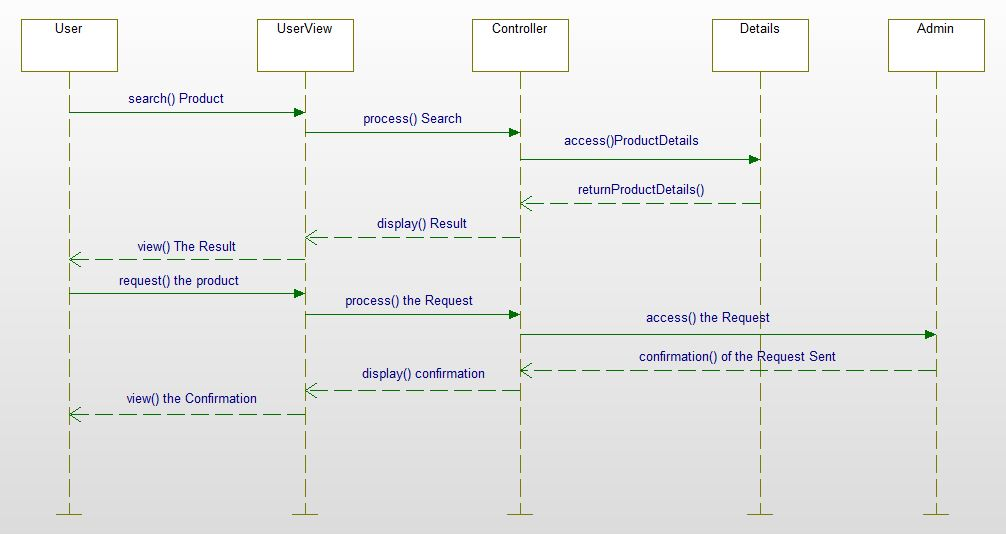 User
UserView
Controller
Details
Admin
search() Product
process() Search
access()ProductDetails
returnProductDetails()
display() Result
view() The Result
request() the product
process() the Request
access() the Request
confirmation() of the Request Sent
display() confirmation
view() the Confirmation